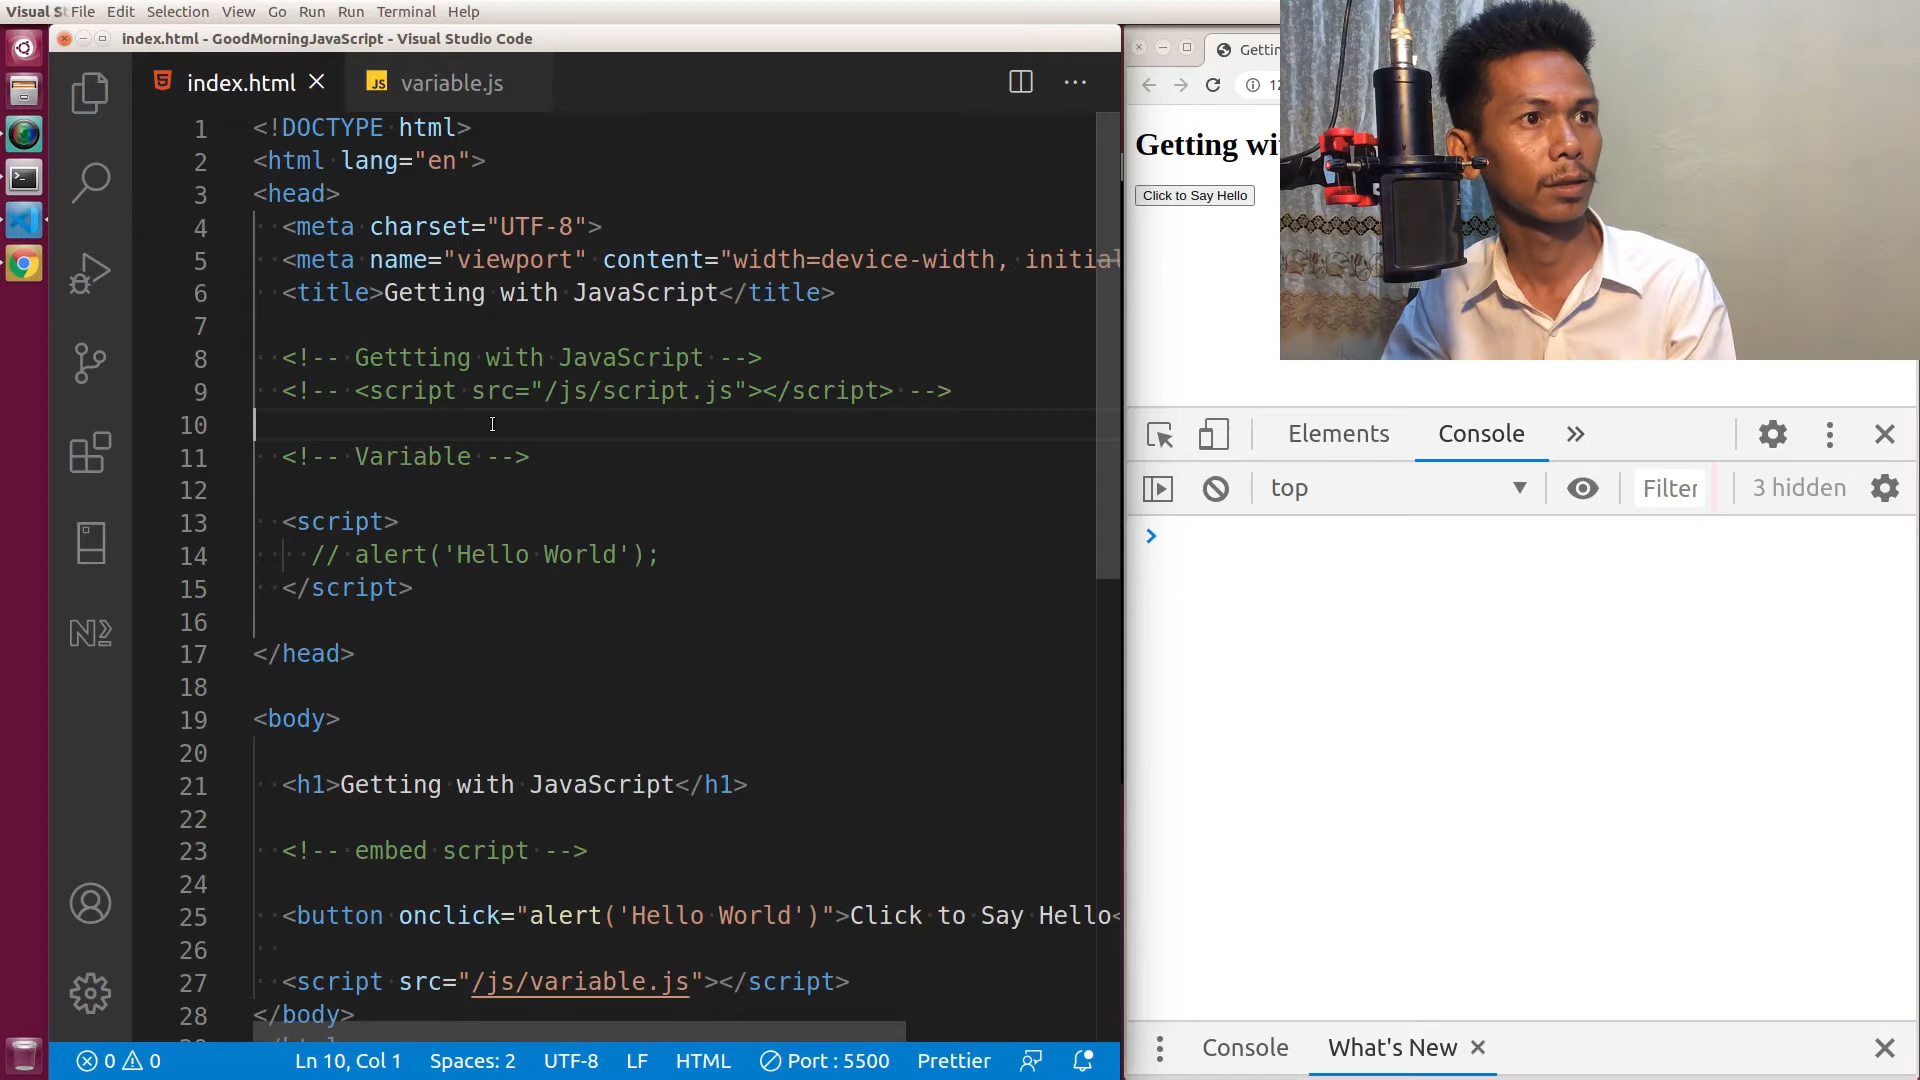 Visual S File Edit Selection View Go Run Run Terminal Help
index.html - GoodMorningJavaScript - Visual Studio Code
index.html
JS variable.js
1 <!DOCTYPE html>
2 <html lang="en">
3 <head>
4 <meta charset="UTF-8">
5 <meta name="viewport" content="width=device-width, initial
6 <title>Getting with JavaScript</title>
7
8 <!-- Gettting with JavaScript -->
9 <!-- <script src="/js/script.js"></script> -->
10
11 <!-- Variable -->
12
13 <script>
14 // alert('Hello World');
15 </script>
16
17 </head>
18
19 <body>
20
21 <h1>Getting with JavaScript</h1>
22
23 <!-- embed script -->
24
25 <button onclick="alert('Hello World')">Click to Say Hello<
26
27 <script src="/js/variable.js"></script>
28 </body>
0 0 Ln 10, Col 1 Spaces: 2 UTF-8 LF HTML Port : 5500 Prettier
Getti
12
Getting wi
Click to Say Hello
Elements Console
top Filter 3 hidden
Console What's New